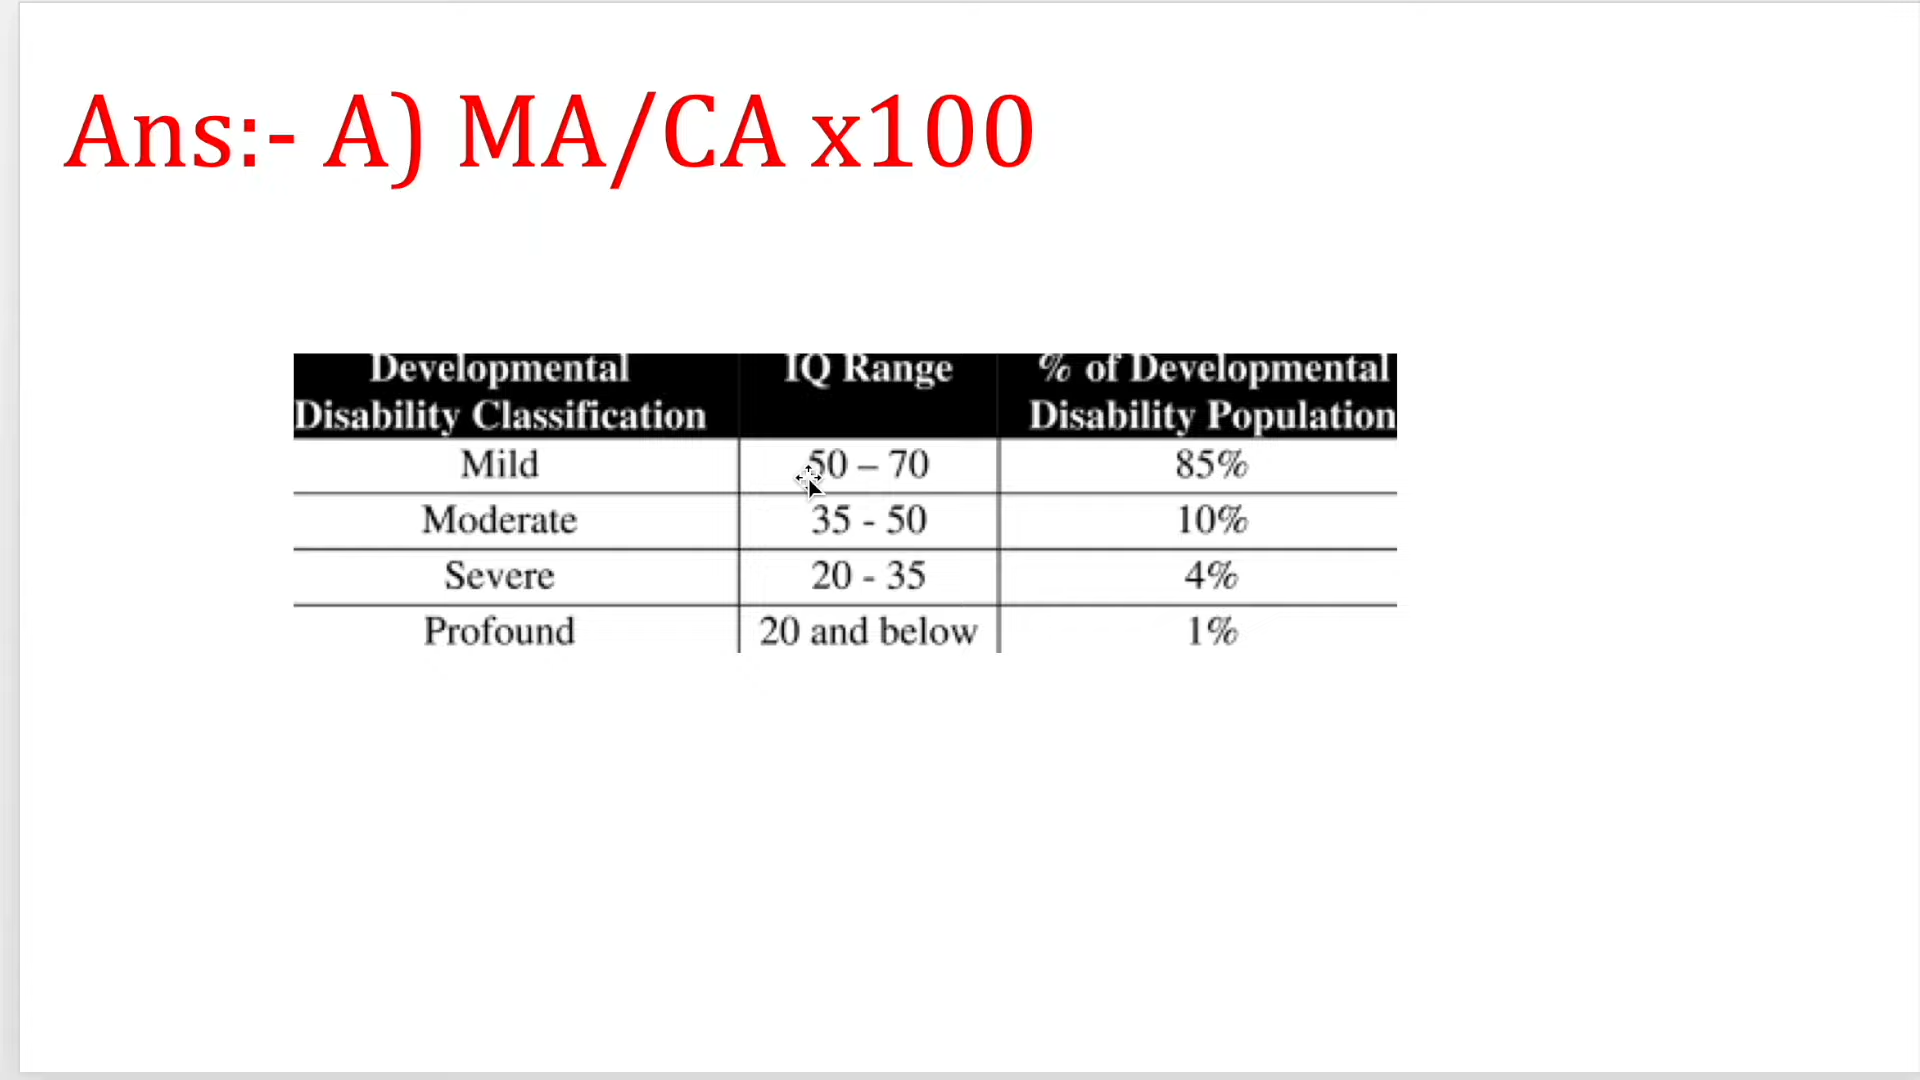 Ans:- A) MA/CA x100
Developmental Disability Classification IQ Range % of Developmental Disability Population
Mild 50 – 70 85%
Moderate 35 - 50 10%
Severe 20 - 35 4%
Profound 20 and below 1%